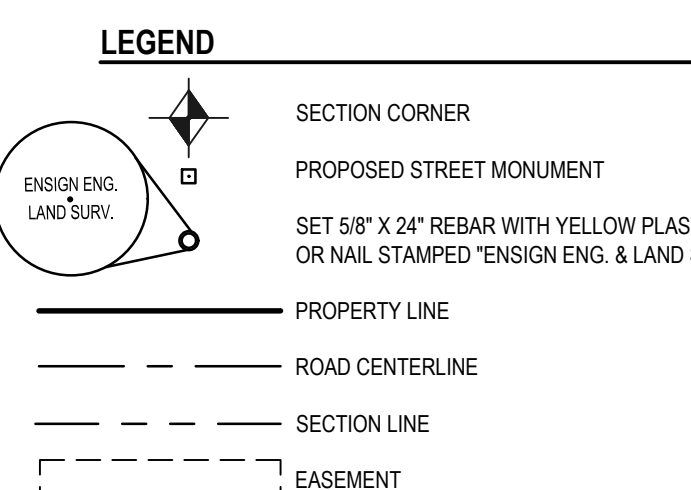 LEGEND
SECTION CORNER
PROPOSED STREET MONUMENT
ENSIGN ENG.
LAND SURV.
SET 5/8" X 24" REBAR WITH YELLOW PLAS
OR NAIL STAMPED "ENSIGN ENG. & LAND
PROPERTY LINE
ROAD CENTERLINE
SECTION LINE
EASEMENT